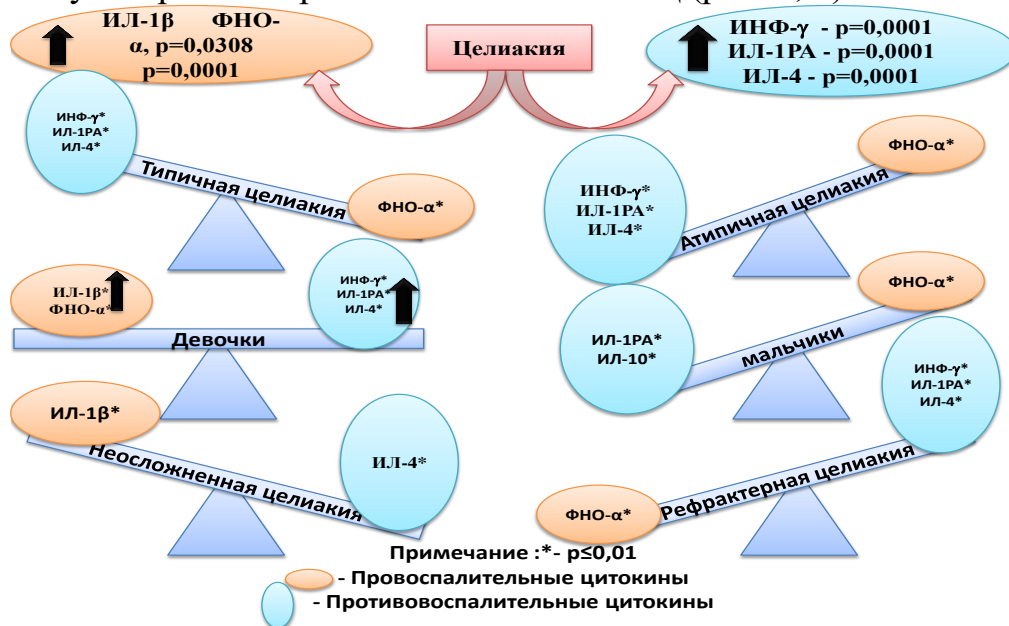 ИЛ-1β ФНО-
α, p=0,0308
p=0,0001
Целиакия
ИНФ-γ - p=0,0001
ИЛ-1РА - p=0,0001
ИЛ-4 - p=0,0001
ИНФ-γ*
ИЛ-1РА*
ИЛ-4*
Типичная целиакия
ФНО-α*
ИНФ-γ*
ИЛ-1РА*
ИЛ-4*
Атипичная целиакия
ФНО-α*
ИЛ-1β*
ФНО-α*
Девочки
ИНФ-γ*
ИЛ-1РА*
ИЛ-4*
ИЛ-1РА*
ИЛ-10*
мальчики
ФНО-α*
ИЛ-1β*
Неосложненная целиакия
ИЛ-4*
ФНО-α*
Рефрактерная целиакия
ИНФ-γ*
ИЛ-1РА*
ИЛ-4*
Примечание :*- p≤0,01
- Провоспалительные цитокины
- Противовоспалительные цитокины